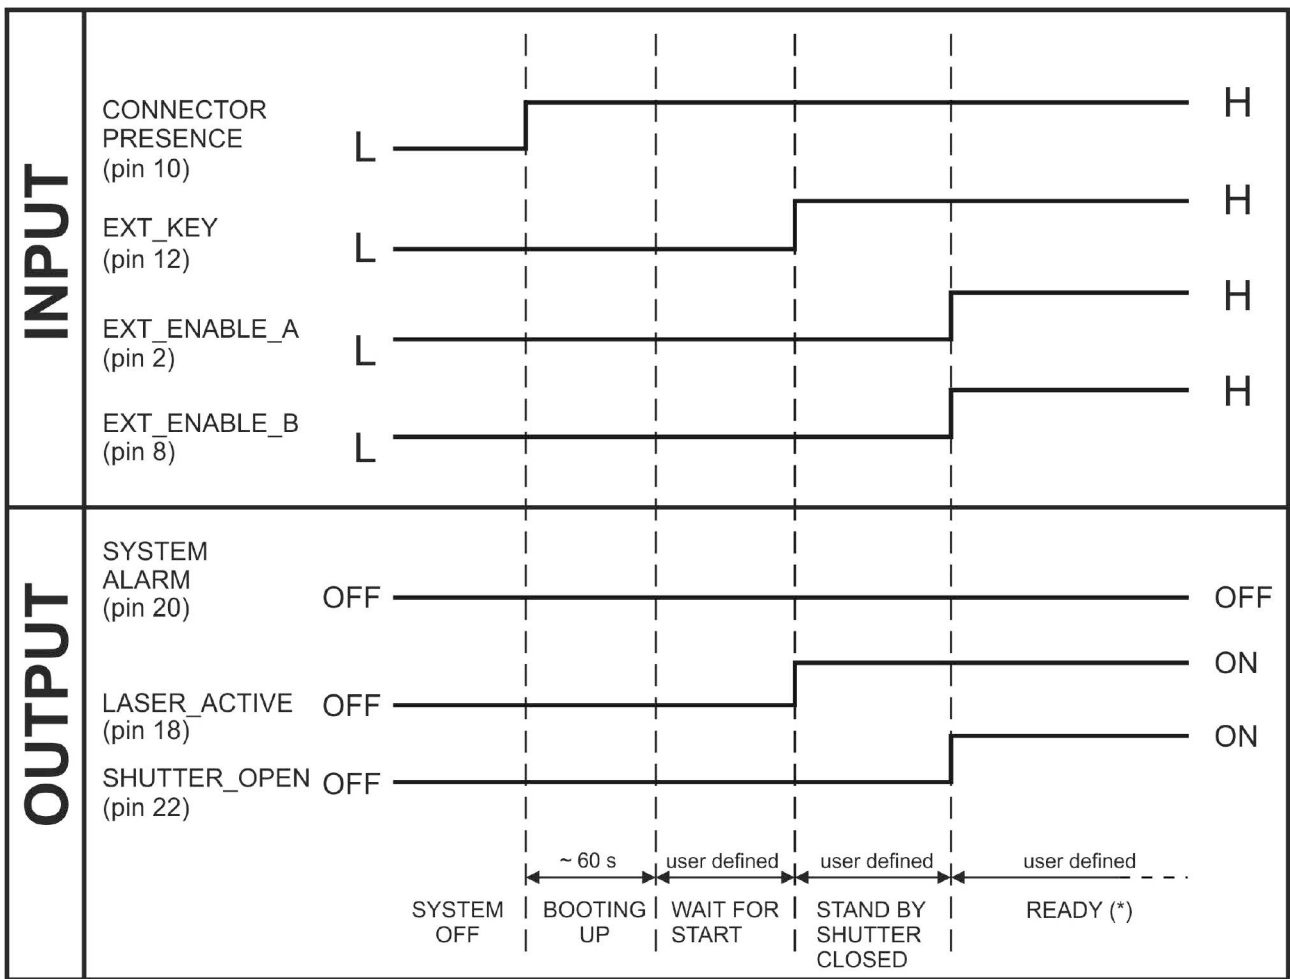 INPUT
CONNECTOR
PRESENCE
(pin 10)
L
H
EXT_KEY
(pin 12)
L
H
EXT_ENABLE_A
(pin 2)
L
H
EXT_ENABLE_B
(pin 8)
L
H
OUTPUT
SYSTEM
ALARM
(pin 20)
OFF
OFF
LASER_ACTIVE
(pin 18)
OFF
ON
SHUTTER_OPEN
(pin 22)
OFF
ON
~ 60 s
user defined
user defined
user defined
SYSTEM
OFF
BOOTING
UP
WAIT FOR
START
STAND BY
SHUTTER
CLOSED
READY (*)